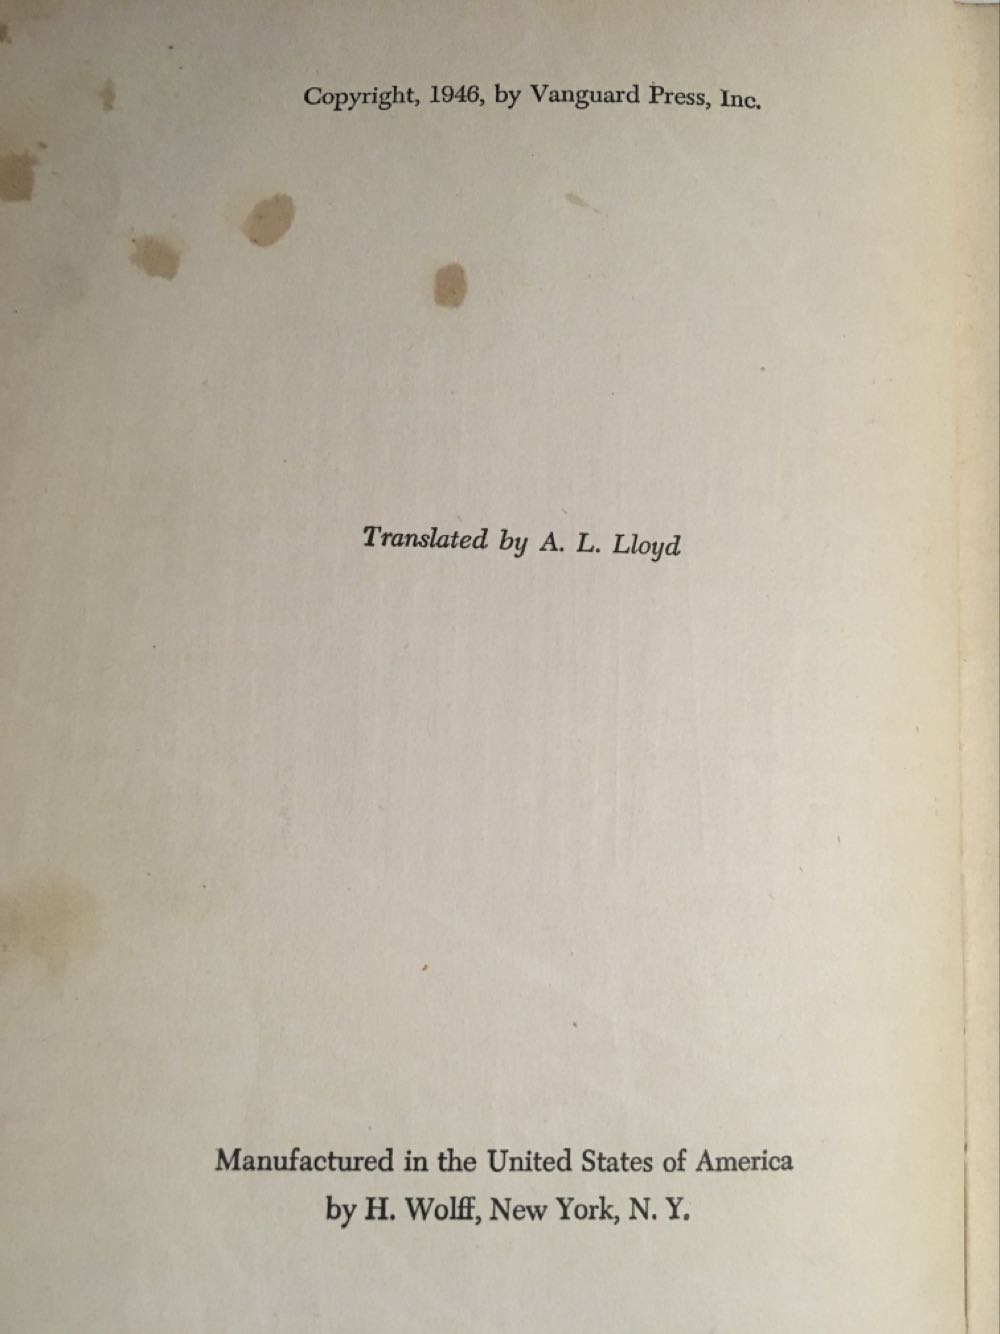 Copyright, 1946, by Vanguard Press, Inc.
Translated by A. L. Lloyd
Manufactured in the United States of America
by H. Wolff, New York, N. Y.